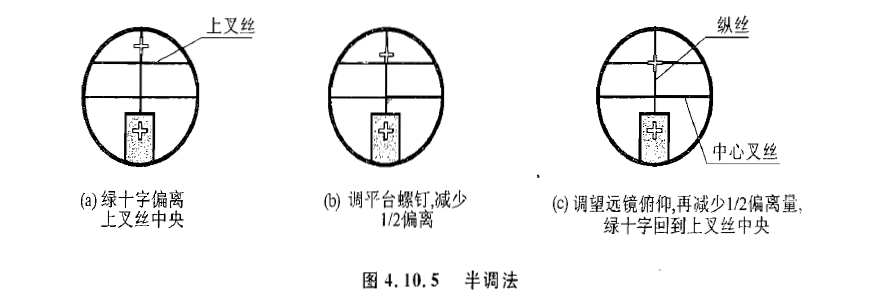 上叉丝
纵丝
中心叉丝
(a) 绿十字偏离
上叉丝中央
(b) 调平台螺钉,减少
1/2偏离
(c) 调望远镜俯仰,再减少1/2偏离量,
绿十字回到上叉丝中央
图 4.10.5 半调法